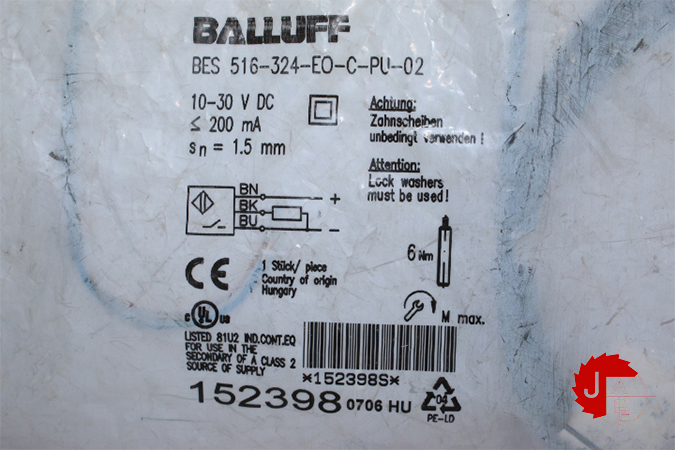 BALLUFF
BES 516-324-EO-C-PU-02
10-30 V DC
≤ 200 mA
sn = 1.5 mm
Achtung:
Zahnscheiben
unbedingt verwenden !
Attention:
Lock washers
must be used!
BN
BK
BU
+
-
6 Nm
M max.
CE
1 Stück/ piece
Country of origin
Hungary
c UL us
LISTED 81U2 IND.CONT.EQ
FOR USE IN THE
SECONDARY OF A CLASS 2
SOURCE OF SUPPLY
*152398S*
152398 0706 HU
04
PE-LD
J